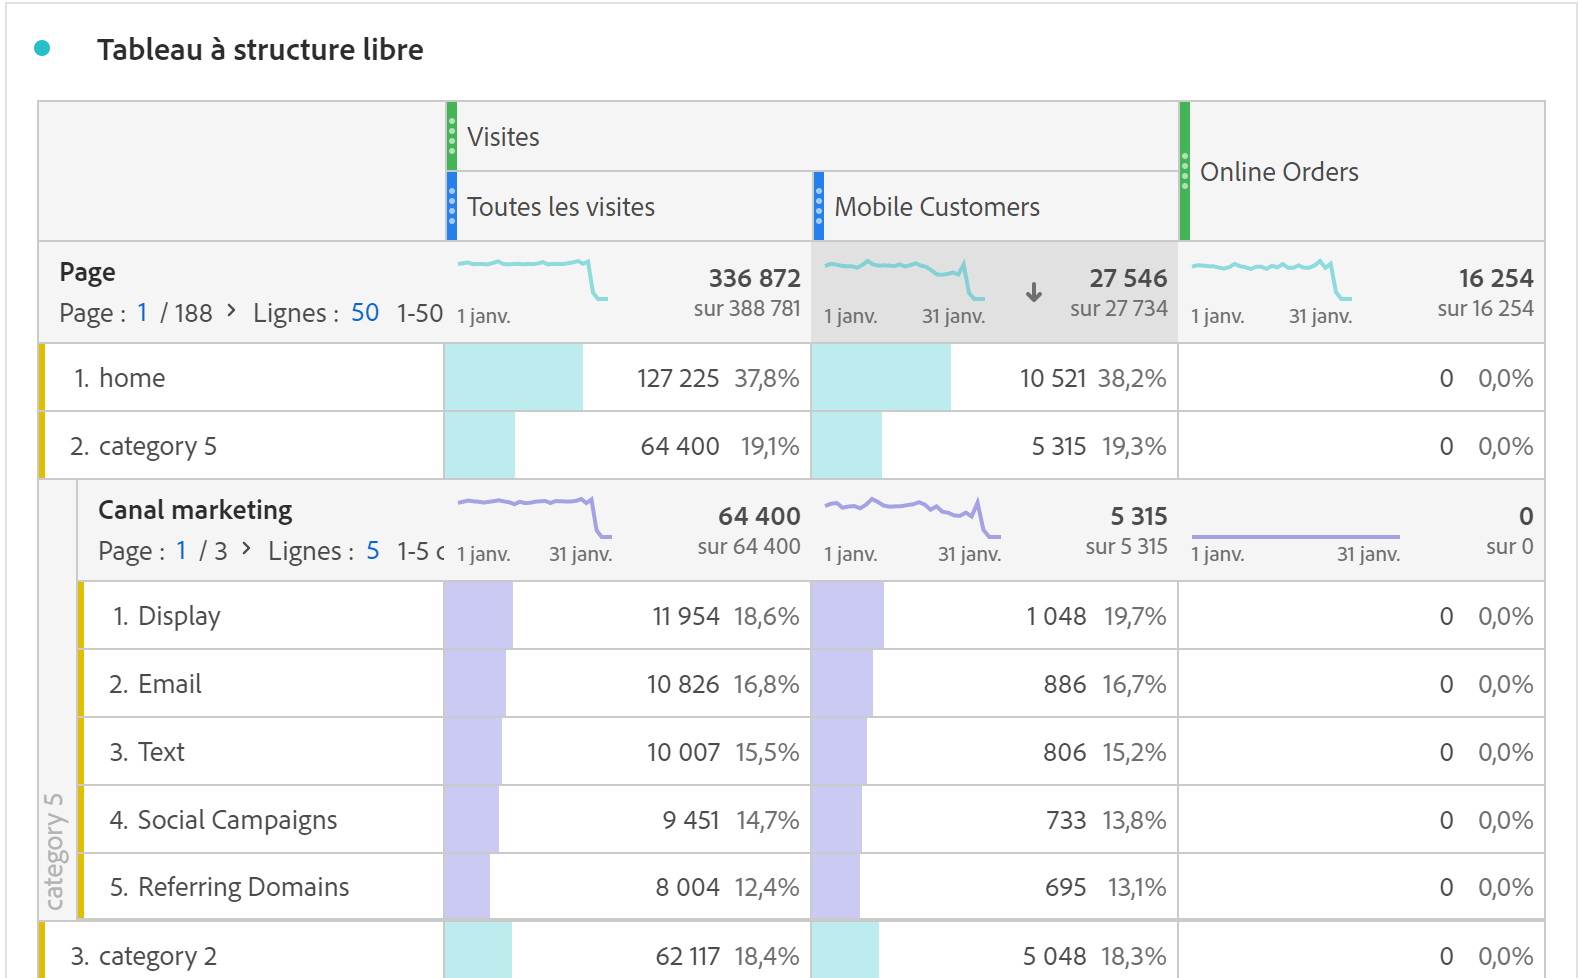 Tableau à structure libre
Visites
Online Orders
Toutes les visites
Mobile Customers
Page
336 872
27 546
16 254
Page : 1 / 188 > Lignes : 50 1-50
1 janv.
sur 388 781
1 janv.
31 janv.
sur 27 734
1 janv.
31 janv.
sur 16 254
1. home 127 225 37,8% 10 521 38,2% 0 0,0%
2. category 5 64 400 19,1% 5 315 19,3% 0 0,0%
Canal marketing
64 400
5 315
0
Page : 1 / 3 > Lignes : 5 1-5
1 janv.
31 janv.
sur 64 400
1 janv.
31 janv.
sur 5 315
1 janv.
31 janv.
sur 0
category 5
1. Display 11 954 18,6% 1 048 19,7% 0 0,0%
2. Email 10 826 16,8% 886 16,7% 0 0,0%
3. Text 10 007 15,5% 806 15,2% 0 0,0%
4. Social Campaigns 9 451 14,7% 733 13,8% 0 0,0%
5. Referring Domains 8 004 12,4% 695 13,1% 0 0,0%
3. category 2 62 117 18,4% 5 048 18,3% 0 0,0%